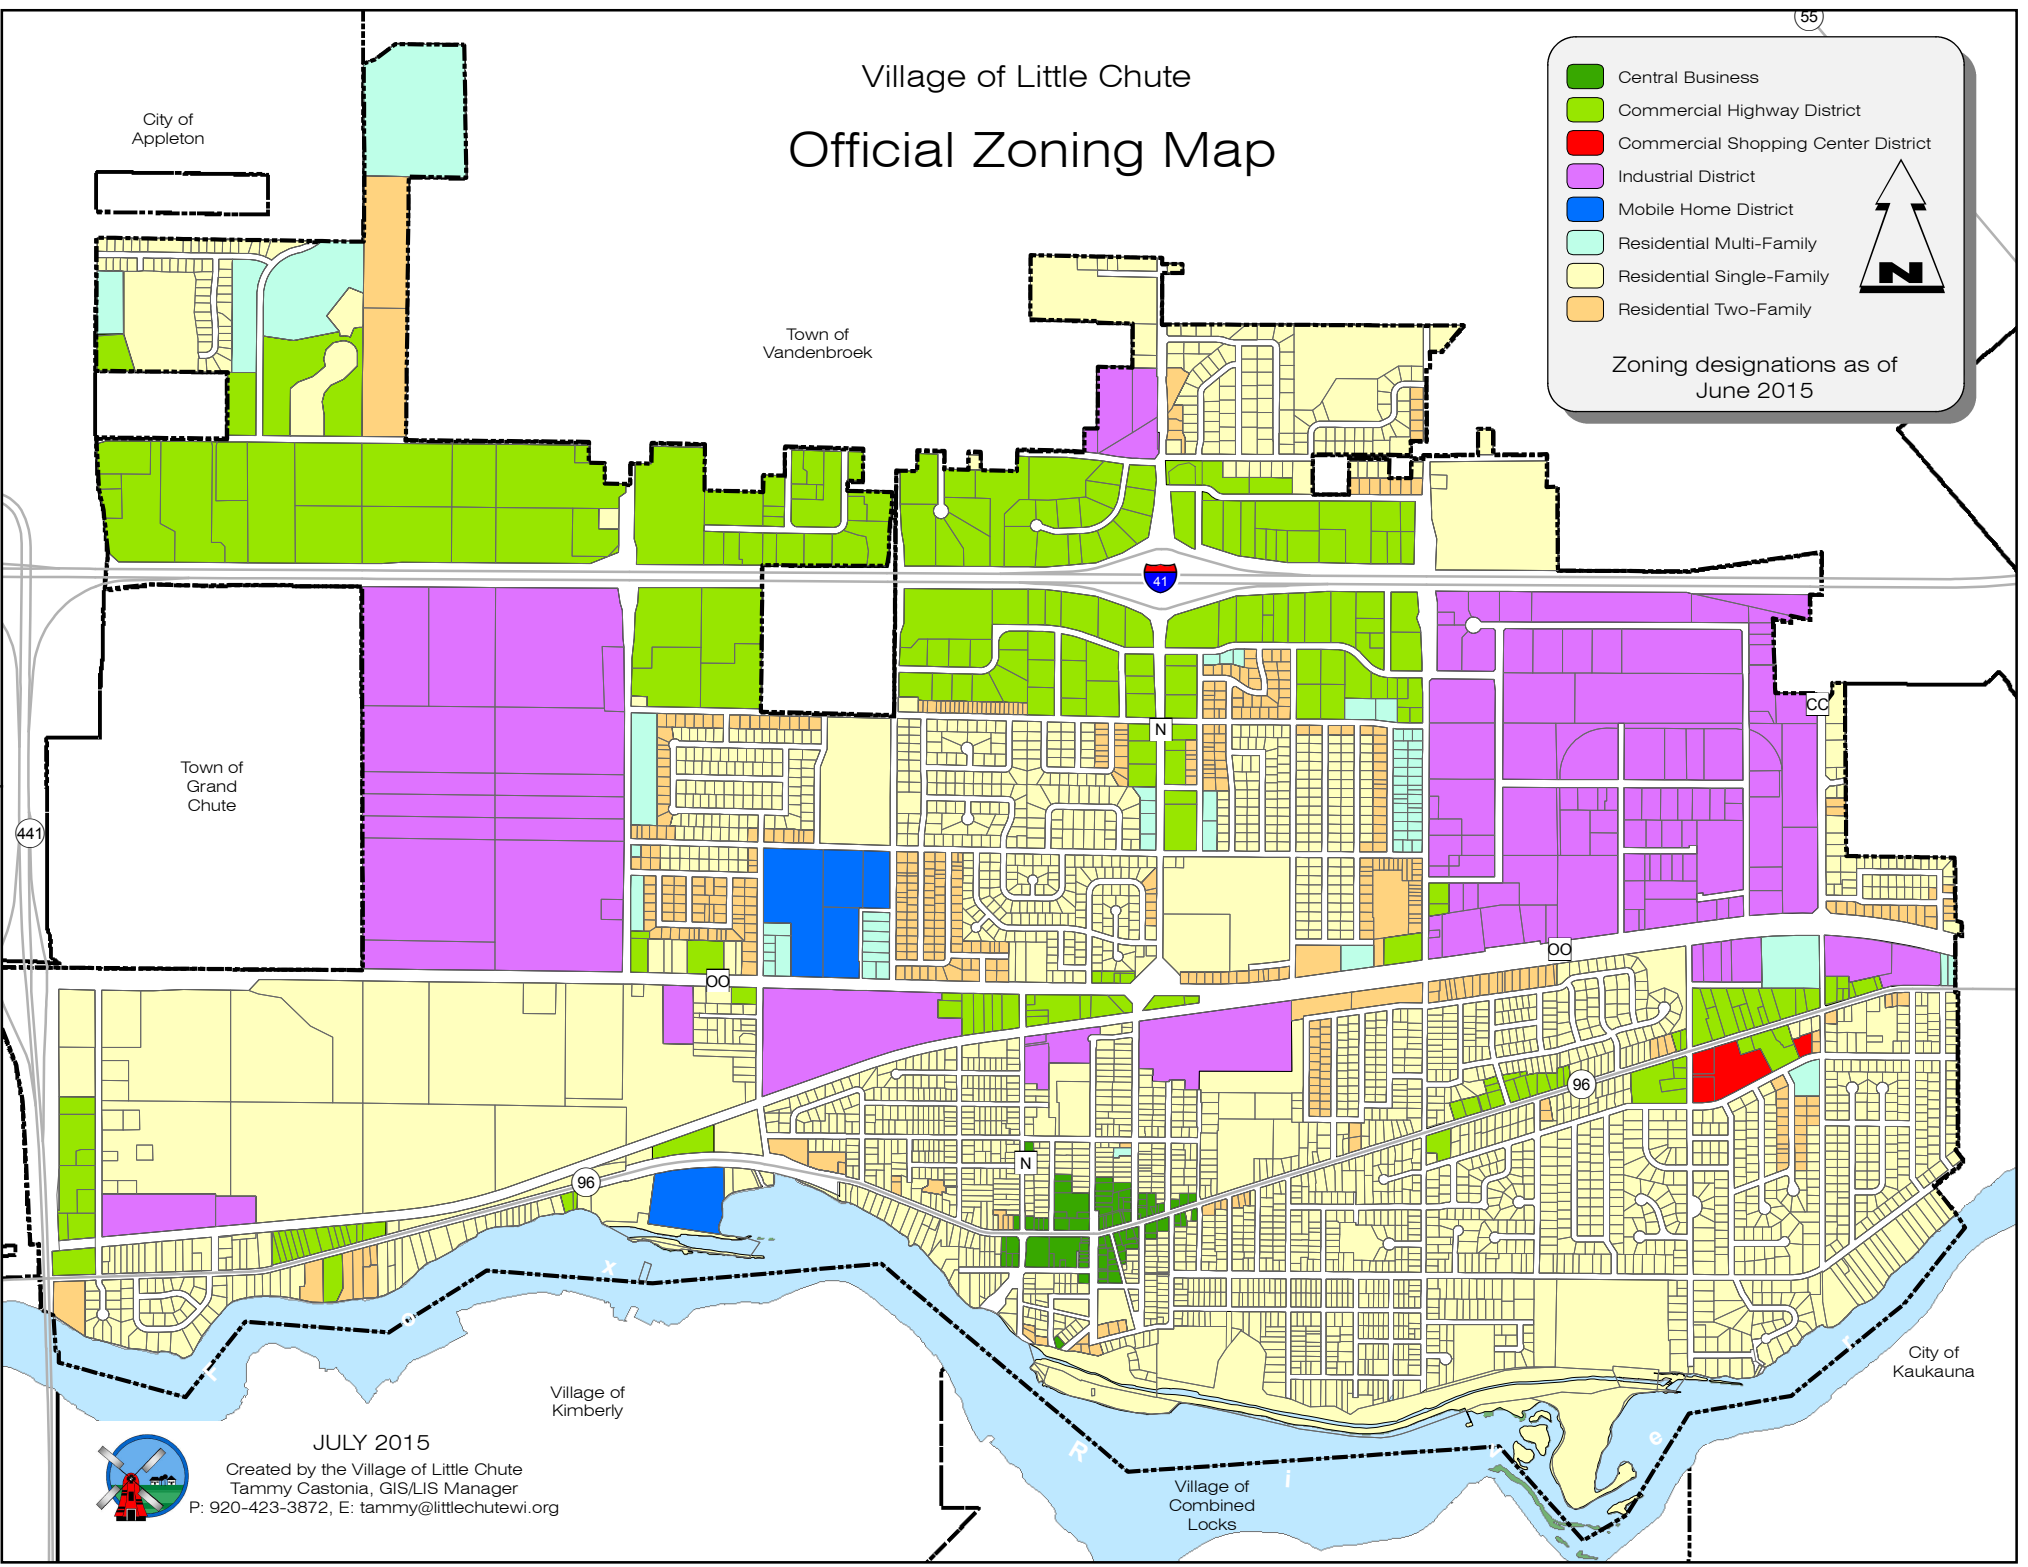 55
Village of Little Chute
Official Zoning Map
Central Business
Commercial Highway District
Commercial Shopping Center District
Industrial District
Mobile Home District
Residential Multi-Family
Residential Single-Family
Residential Two-Family
N
Zoning designations as of
June 2015
City of
Appleton
Town of
Vandenbroek
41
CC
N
Town of
Grand
Chute
441
OO
OO
96
N
96
F
o
x
R
i
v
e
r
City of
Kaukauna
Village of
Kimberly
Village of
Combined
Locks
JULY 2015
Created by the Village of Little Chute
Tammy Castonia, GIS/LIS Manager
P: 920-423-3872, E: tammy@littlechutewi.org